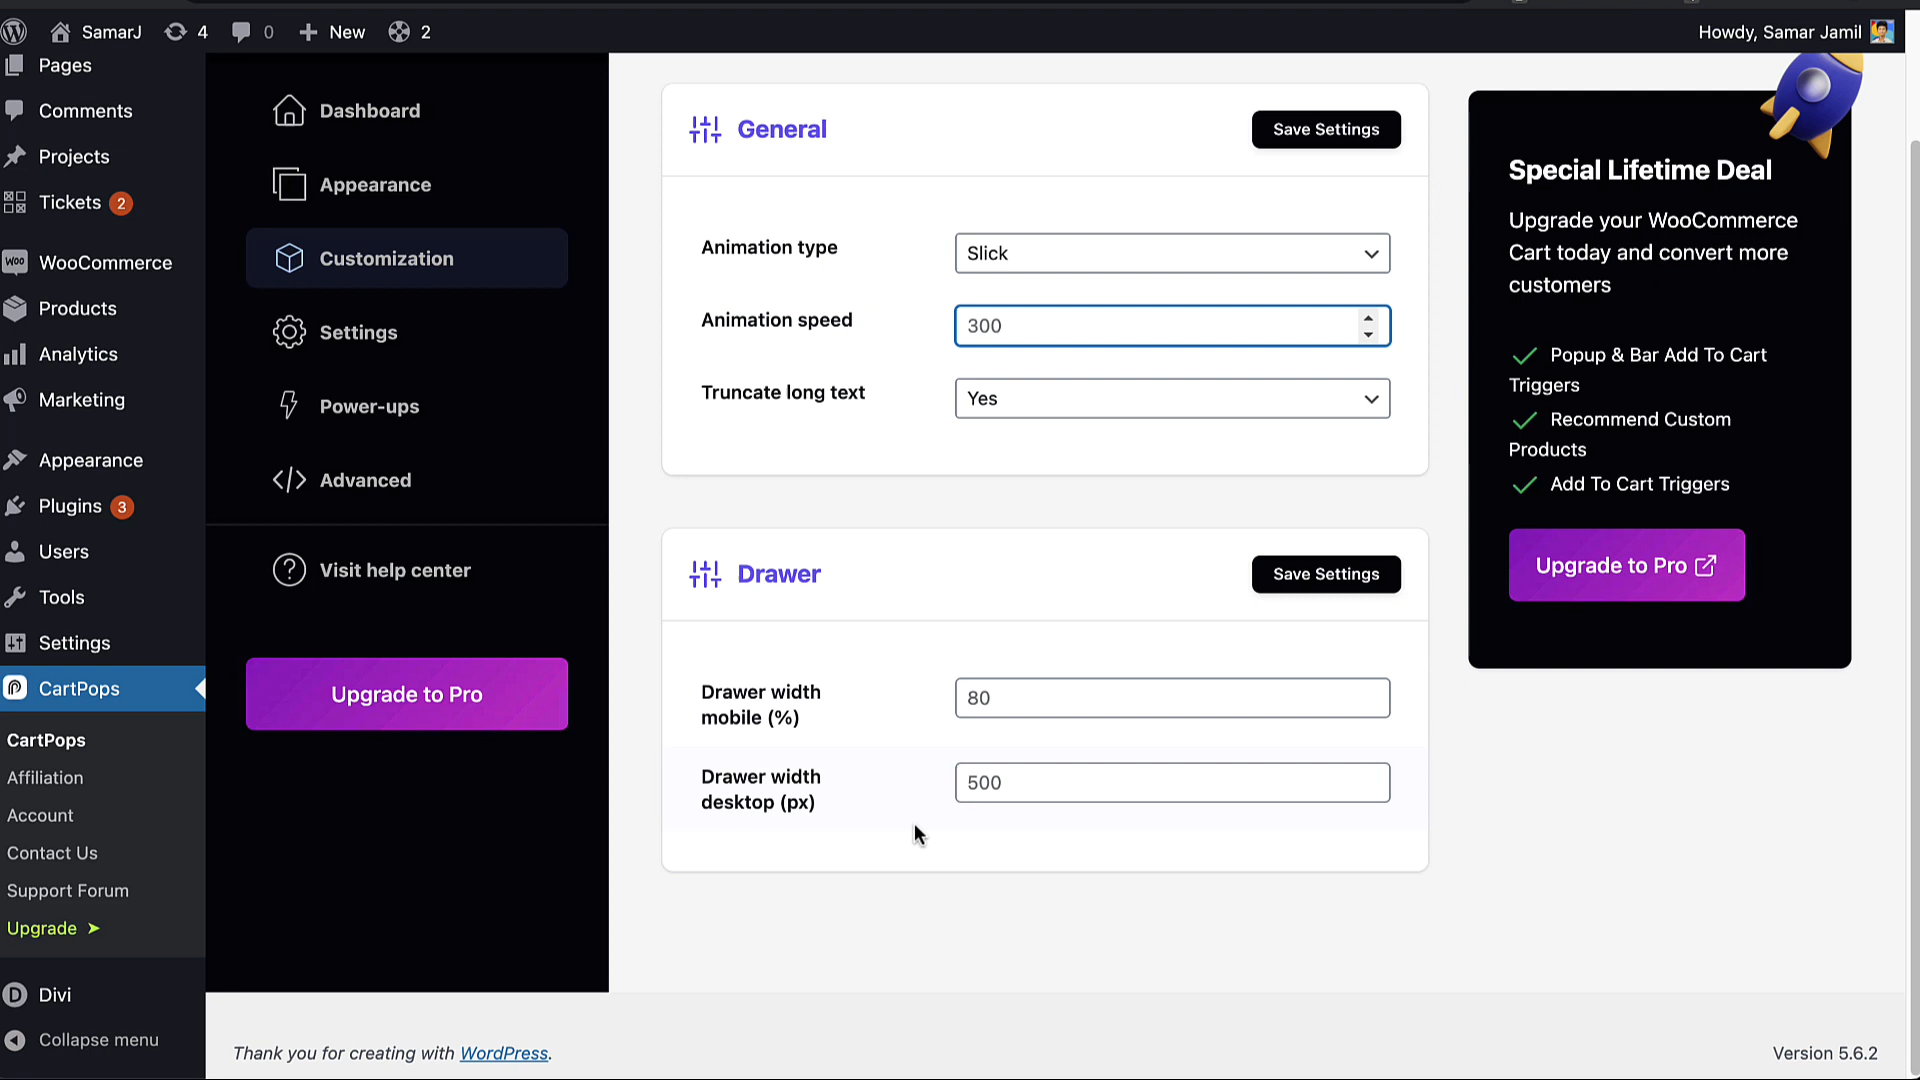 SamarJ 4 0 New 2 Howdy, Samar Jamil
Pages
Comments
Projects
Tickets 2
Woo WooCommerce
Products
Analytics
Marketing
Appearance
Plugins 3
Users
Tools
Settings
CartPops
CartPops
Affiliation
Account
Contact Us
Support Forum
Upgrade ➤
D Divi
Collapse menu
Dashboard
Appearance
Customization
Settings
Power-ups
Advanced
Visit help center
Upgrade to Pro
General Save Settings
Animation type Slick
Animation speed 300
Truncate long text Yes
Drawer Save Settings
Drawer width
mobile (%)
80
Drawer width
desktop (px)
500
Special Lifetime Deal
Upgrade your WooCommerce
Cart today and convert more
customers
Popup & Bar Add To Cart
Triggers
Recommend Custom
Products
Add To Cart Triggers
Upgrade to Pro
Thank you for creating with WordPress. Version 5.6.2